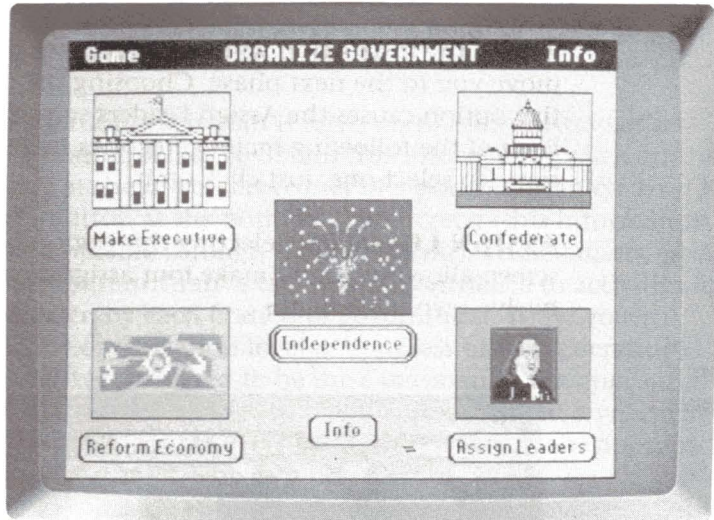 Game ORGANIZE GOVERNMENT Info
Make Executive
Confederate
Independence
Reform Economy
Info
Assign Leaders